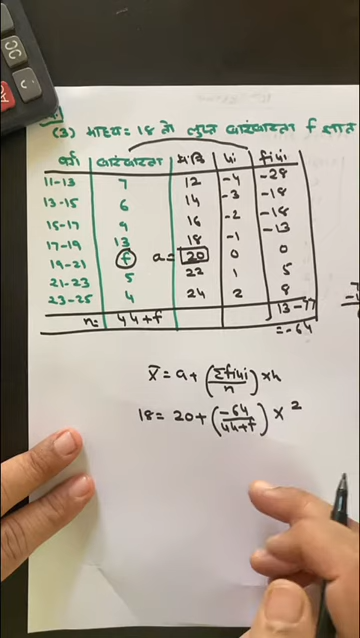 (3) माध्य = 18 तो लुप्त बारंबारता f ज्ञात
वर्ग बारंबारता ui fiui
11-13 7 12 -4 -28
13-15 6 14 -3 -18
15-17 9 16 -2 -18
17-19 13 18 -1 -13
19-21 f a= 20 0 0
21-23 5 22 1 5
23-25 4 24 2 8
n= 44+f 13-77
=-64
x̄ = a + (Σfiui/n) × h
18 = 20 + (-64/44+f) × 2